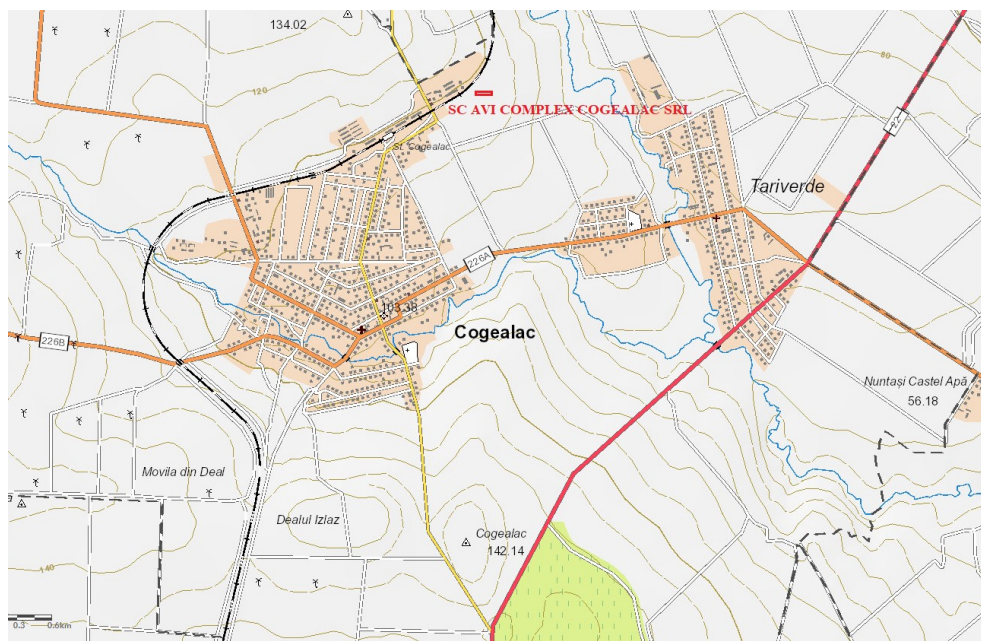 134.02
120
80
SC AVI COMPLEX COGEALAC SRL
St. Cogealac
22
Tariverde
226A
103.38
Cogealac
226B
Nuntași Castel Apă
56.18
Movila din Deal
Dealul Izlaz
Cogealac
142.14
140
0.3 0.6km